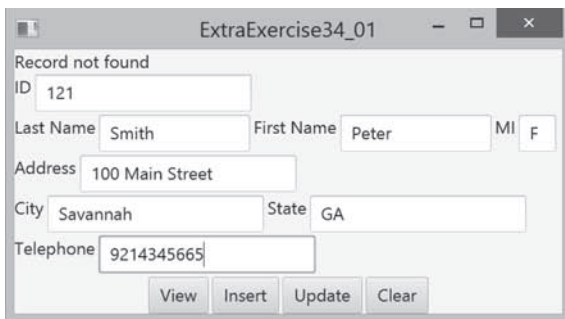 ExtraExercise34_01
Record not found
ID 121
Last Name Smith First Name Peter MI F
Address 100 Main Street
City Savannah State GA
Telephone 9214345665
View Insert Update Clear